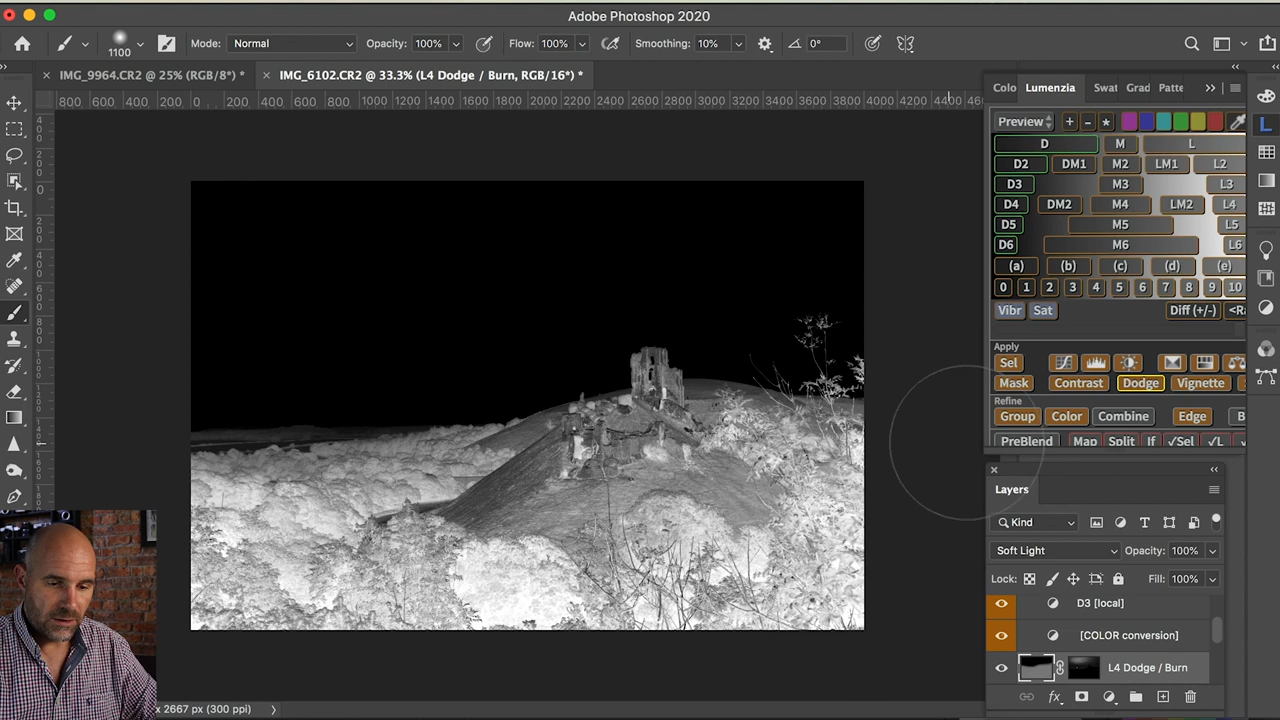 Adobe Photoshop 2020
1100 Mode: Normal Opacity: 100% Flow: 100% Smoothing: 10% 0°
IMG_9964.CR2 @ 25% (RGB/8*) * IMG_6102.CR2 @ 33.3% (L4 Dodge / Burn, RGB/16*) *
800 600 400 200 0 200 400 600 800 1000 1200 1400 1600 1800 2000 2200 2400 2600 2800 3000 3200 3400 3600 3800 4000 4200 4400
Colo Lumenzia Swat Grad Patte
Preview + - *
D M L
D2 DM1 M2 LM1 L2
D3 M3 L3
D4 DM2 M4 LM2 L4
D5 M5 L5
D6 M6 L6
(a) (b) (c) (d) (e)
0 1 2 3 4 5 6 7 8 9 10
Vibr Sat Diff (+/-)
Apply
Sel
Mask Contrast Dodge Vignette
Refine
Group Color Combine Edge
PreBlend Map Split If ✓Sel ✓L
Layers
Kind
Soft Light Opacity: 100%
Lock: Fill: 100%
D3 [local]
[COLOR conversion]
L4 Dodge / Burn
x 2667 px (300 ppi)